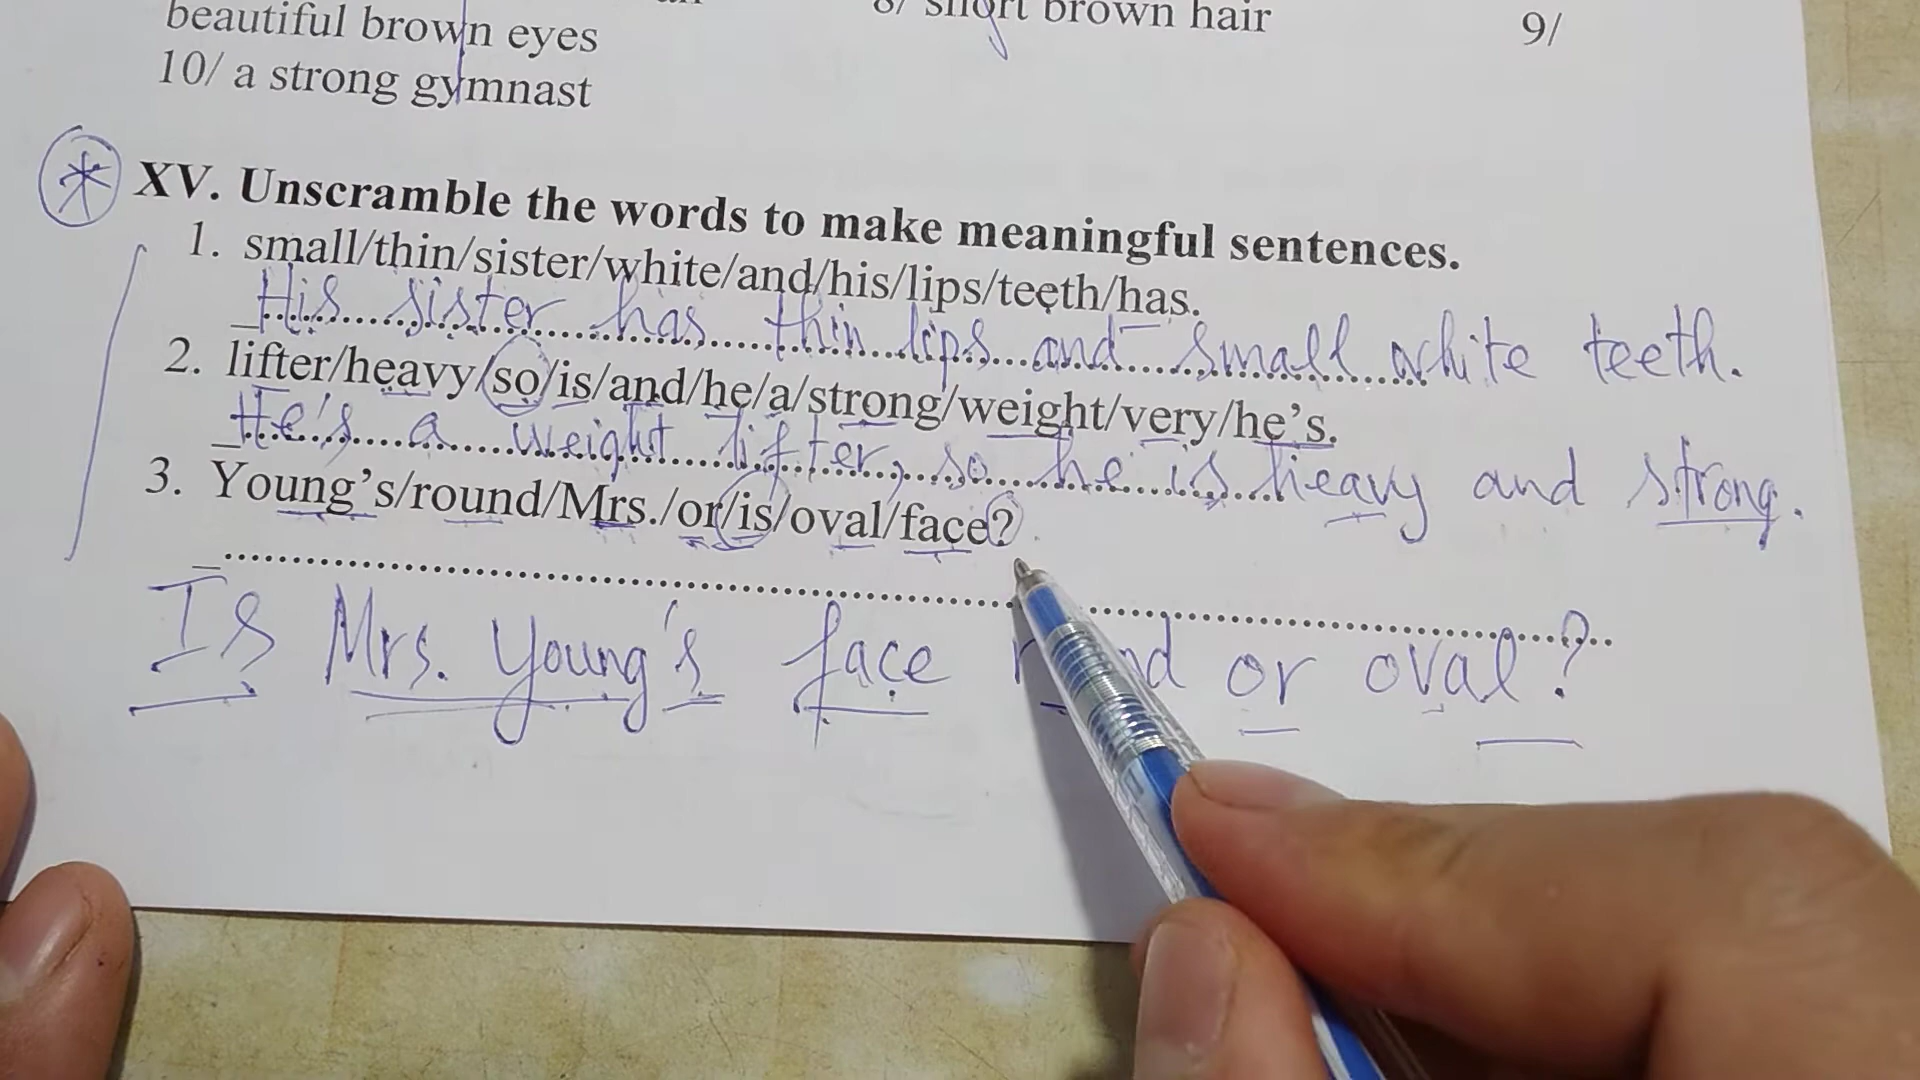 beautiful brown eyes
8/ short brown hair
9/
10/ a strong gymnast
XV. Unscramble the words to make meaningful sentences.
1. small/thin/sister/white/and/his/lips/teeth/has.
His sister has thin lips and small white teeth.
2. lifter/heavy/so/is/and/he/a/strong/weight/very/he's.
He's a weight lifter, so he is heavy and strong.
3. Young's/round/Mrs./or/is/oval/face?
Is Mrs. Young's face or oval?